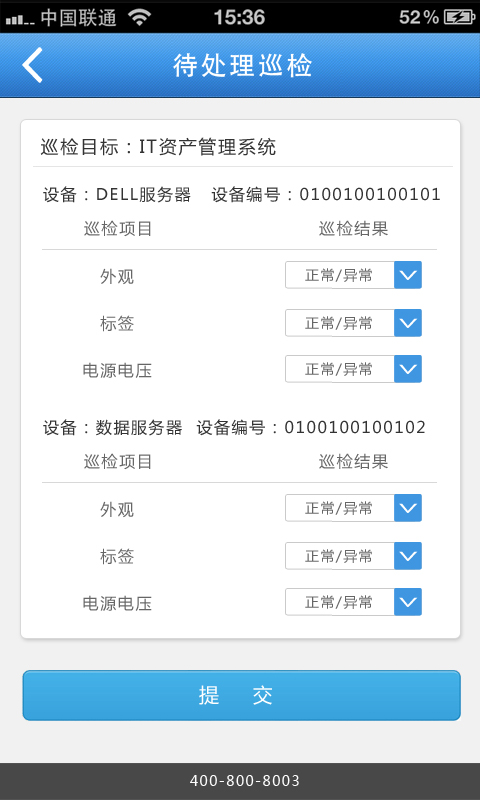 中国联通 15:36 52%
待处理巡检
巡检目标：IT资产管理系统
设备：DELL服务器 设备编号：0100100100101
巡检项目 巡检结果
外观 正常/异常
标签 正常/异常
电源电压 正常/异常
设备：数据服务器 设备编号：0100100100102
巡检项目 巡检结果
外观 正常/异常
标签 正常/异常
电源电压 正常/异常
提 交
400-800-8003